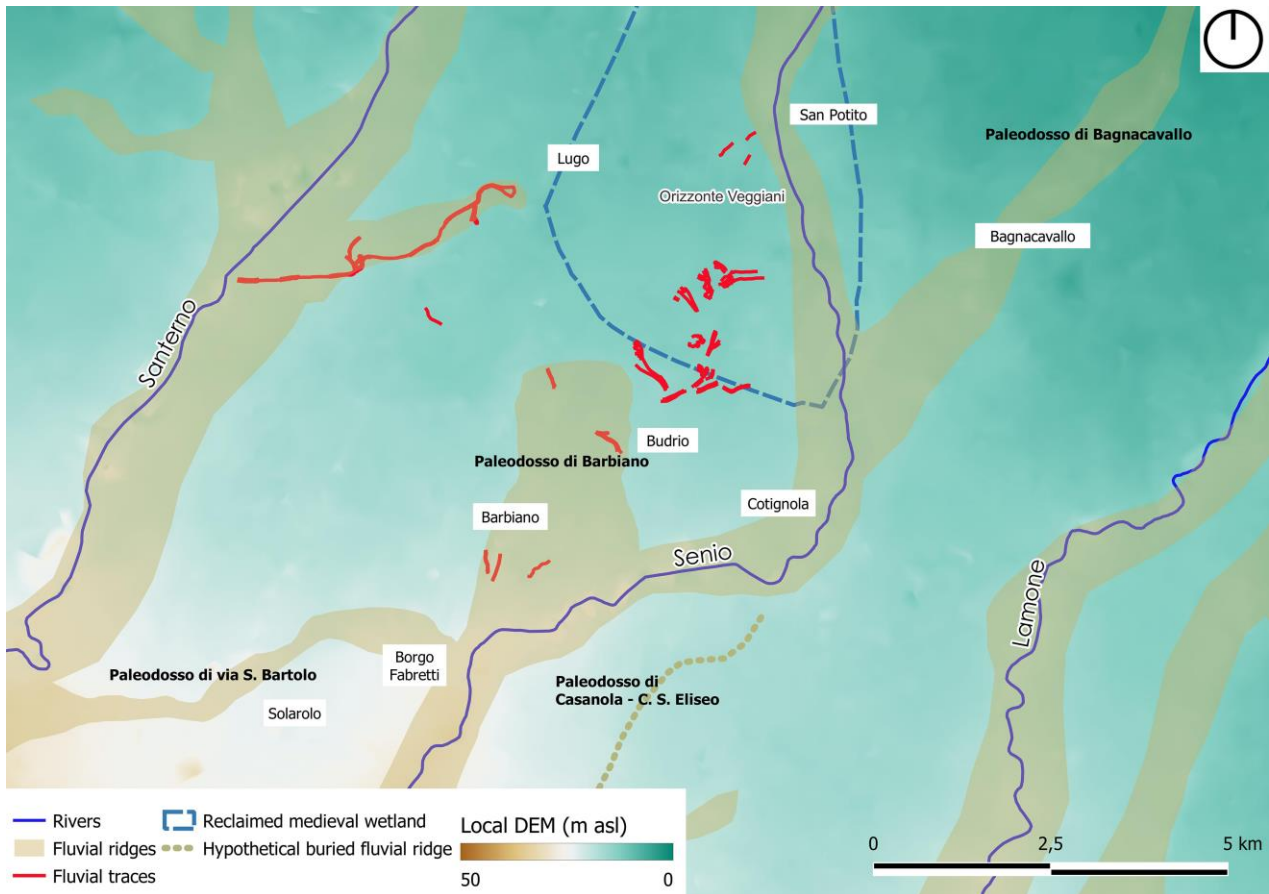 San Potito
Paleodosso di Bagnacavallo
Lugo
Orizzonte Veggiani
Bagnacavallo
Santerno
Budrio
Paleodosso di Barbiano
Cotignola
Barbiano
Senio
Lamone
Borgo
Fabretti
Paleodosso di via S. Bartolo
Paleodosso di
Casanola - C. S. Eliseo
Solarolo
Rivers
Fluvial ridges
Fluvial traces
Reclaimed medieval wetland
Hypothetical buried fluvial ridge
Local DEM (m asl)
50 0
0 2,5 5 km